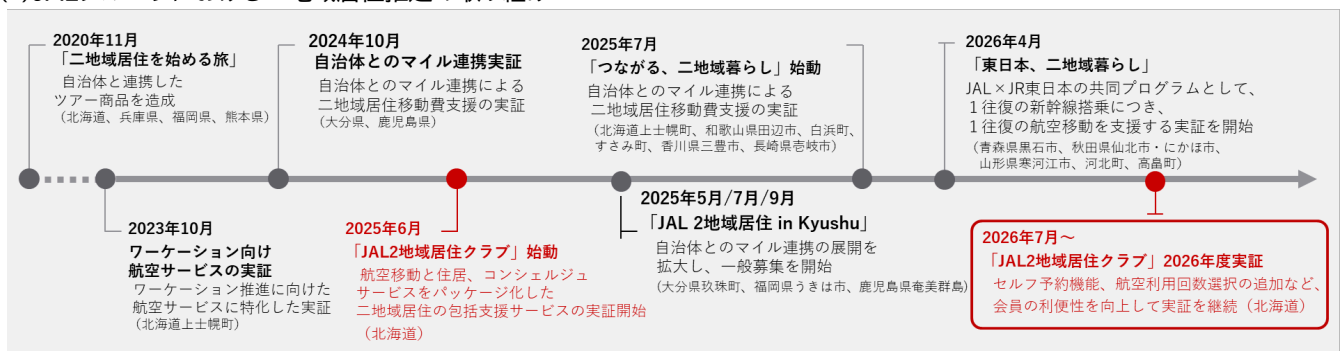 2020年11月
「二地域居住を始める旅」
自治体と連携した
ツアー商品を造成
（北海道、兵庫県、福岡県、熊本県）
2024年10月
自治体とのマイル連携実証
自治体とのマイル連携による
二地域居住移動費支援の実証
（大分県、鹿児島県）
2025年7月
「つながる、二地域暮らし」始動
自治体とのマイル連携による
二地域居住移動費支援の実証
（北海道上士幌町、和歌山県田辺市、白浜町、
すさみ町、香川県三豊市、長崎県壱岐市）
2026年4月
「東日本、二地域暮らし」
JAL×JR東日本の共同プログラムとして、
１往復の新幹線搭乗につき、
１往復の航空移動を支援する実証を開始
（青森県黒石市、秋田県仙北市・にかほ市、
山形県寒河江市、河北町、高畠町）
2023年10月
ワーケーション向け
航空サービスの実証
ワーケーション推進に向けた
航空サービスに特化した実証
（北海道上士幌町）
2025年6月
「JAL2地域居住クラブ」始動
航空移動と住居、コンシェルジュ
サービスをパッケージ化した
二地域居住の包括支援サービスの実証開始
（北海道）
2025年5月/7月/9月
「JAL 2地域居住 in Kyushu」
自治体とのマイル連携の展開を
拡大し、一般募集を開始
（大分県玖珠町、福岡県うきは市、鹿児島県奄美群島）
2026年7月～
「JAL2地域居住クラブ」2026年度実証
セルフ予約機能、航空利用回数選択の追加など、
会員の利便性を向上して実証を継続（北海道）